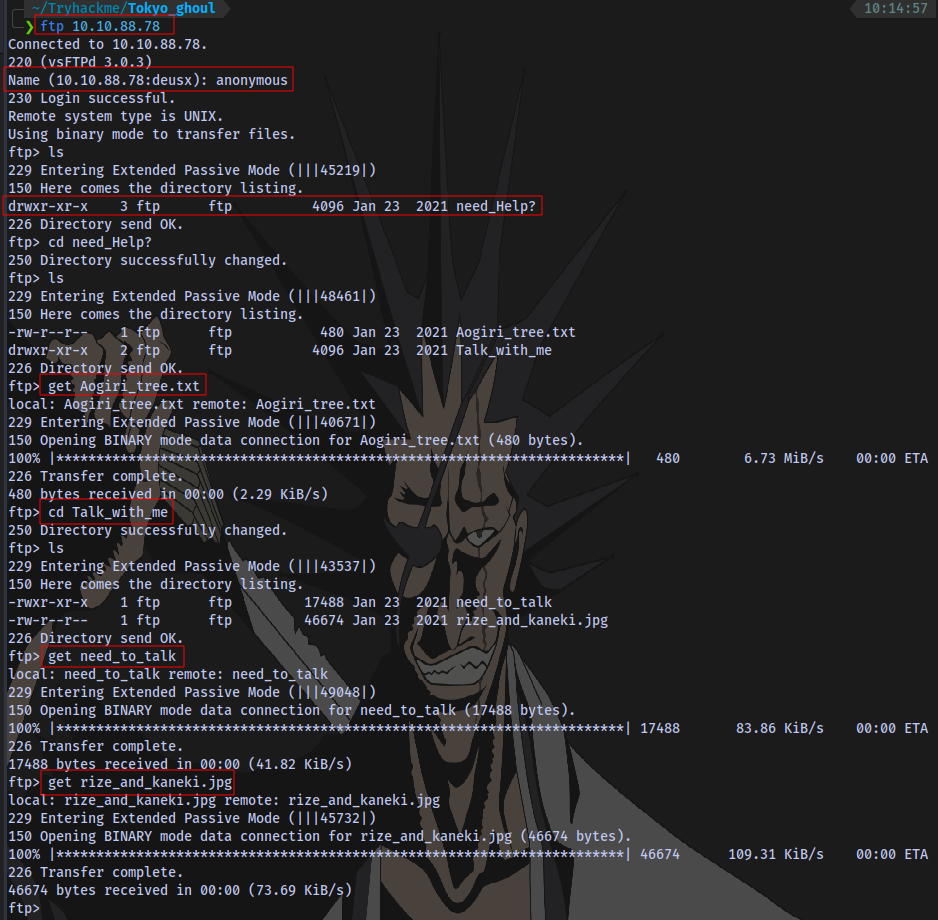 ~/Tryhackme/Tokyo_ghoul 10:14:57
❯ ftp 10.10.88.78
Connected to 10.10.88.78.
220 (vsFTPd 3.0.3)
Name (10.10.88.78:deusx): anonymous
230 Login successful.
Remote system type is UNIX.
Using binary mode to transfer files.
ftp> ls
229 Entering Extended Passive Mode (|||45219|)
150 Here comes the directory listing.
drwxr-xr-x    3 ftp      ftp          4096 Jan 23  2021 need_Help?
226 Directory send OK.
ftp> cd need_Help?
250 Directory successfully changed.
ftp> ls
229 Entering Extended Passive Mode (|||48461|)
150 Here comes the directory listing.
-rw-r--r--    1 ftp      ftp           480 Jan 23  2021 Aogiri_tree.txt
drwxr-xr-x    2 ftp      ftp          4096 Jan 23  2021 Talk_with_me
226 Directory send OK.
ftp> get Aogiri_tree.txt
local: Aogiri_tree.txt remote: Aogiri_tree.txt
229 Entering Extended Passive Mode (|||40671|)
150 Opening BINARY mode data connection for Aogiri_tree.txt (480 bytes).
100% |***********************************************************************|   480        6.73 MiB/s    00:00 ETA
226 Transfer complete.
480 bytes received in 00:00 (2.29 KiB/s)
ftp> cd Talk_with_me
250 Directory successfully changed.
ftp> ls
229 Entering Extended Passive Mode (|||43537|)
150 Here comes the directory listing.
-rwxr-xr-x    1 ftp      ftp         17488 Jan 23  2021 need_to_talk
-rw-r--r--    1 ftp      ftp         46674 Jan 23  2021 rize_and_kaneki.jpg
226 Directory send OK.
ftp> get need_to_talk
local: need_to_talk remote: need_to_talk
229 Entering Extended Passive Mode (|||49048|)
150 Opening BINARY mode data connection for need_to_talk (17488 bytes).
100% |***********************************************************************| 17488       83.86 KiB/s    00:00 ETA
226 Transfer complete.
17488 bytes received in 00:00 (41.82 KiB/s)
ftp> get rize_and_kaneki.jpg
local: rize_and_kaneki.jpg remote: rize_and_kaneki.jpg
229 Entering Extended Passive Mode (|||45732|)
150 Opening BINARY mode data connection for rize_and_kaneki.jpg (46674 bytes).
100% |***********************************************************************| 46674      109.31 KiB/s    00:00 ETA
226 Transfer complete.
46674 bytes received in 00:00 (73.69 KiB/s)
ftp>